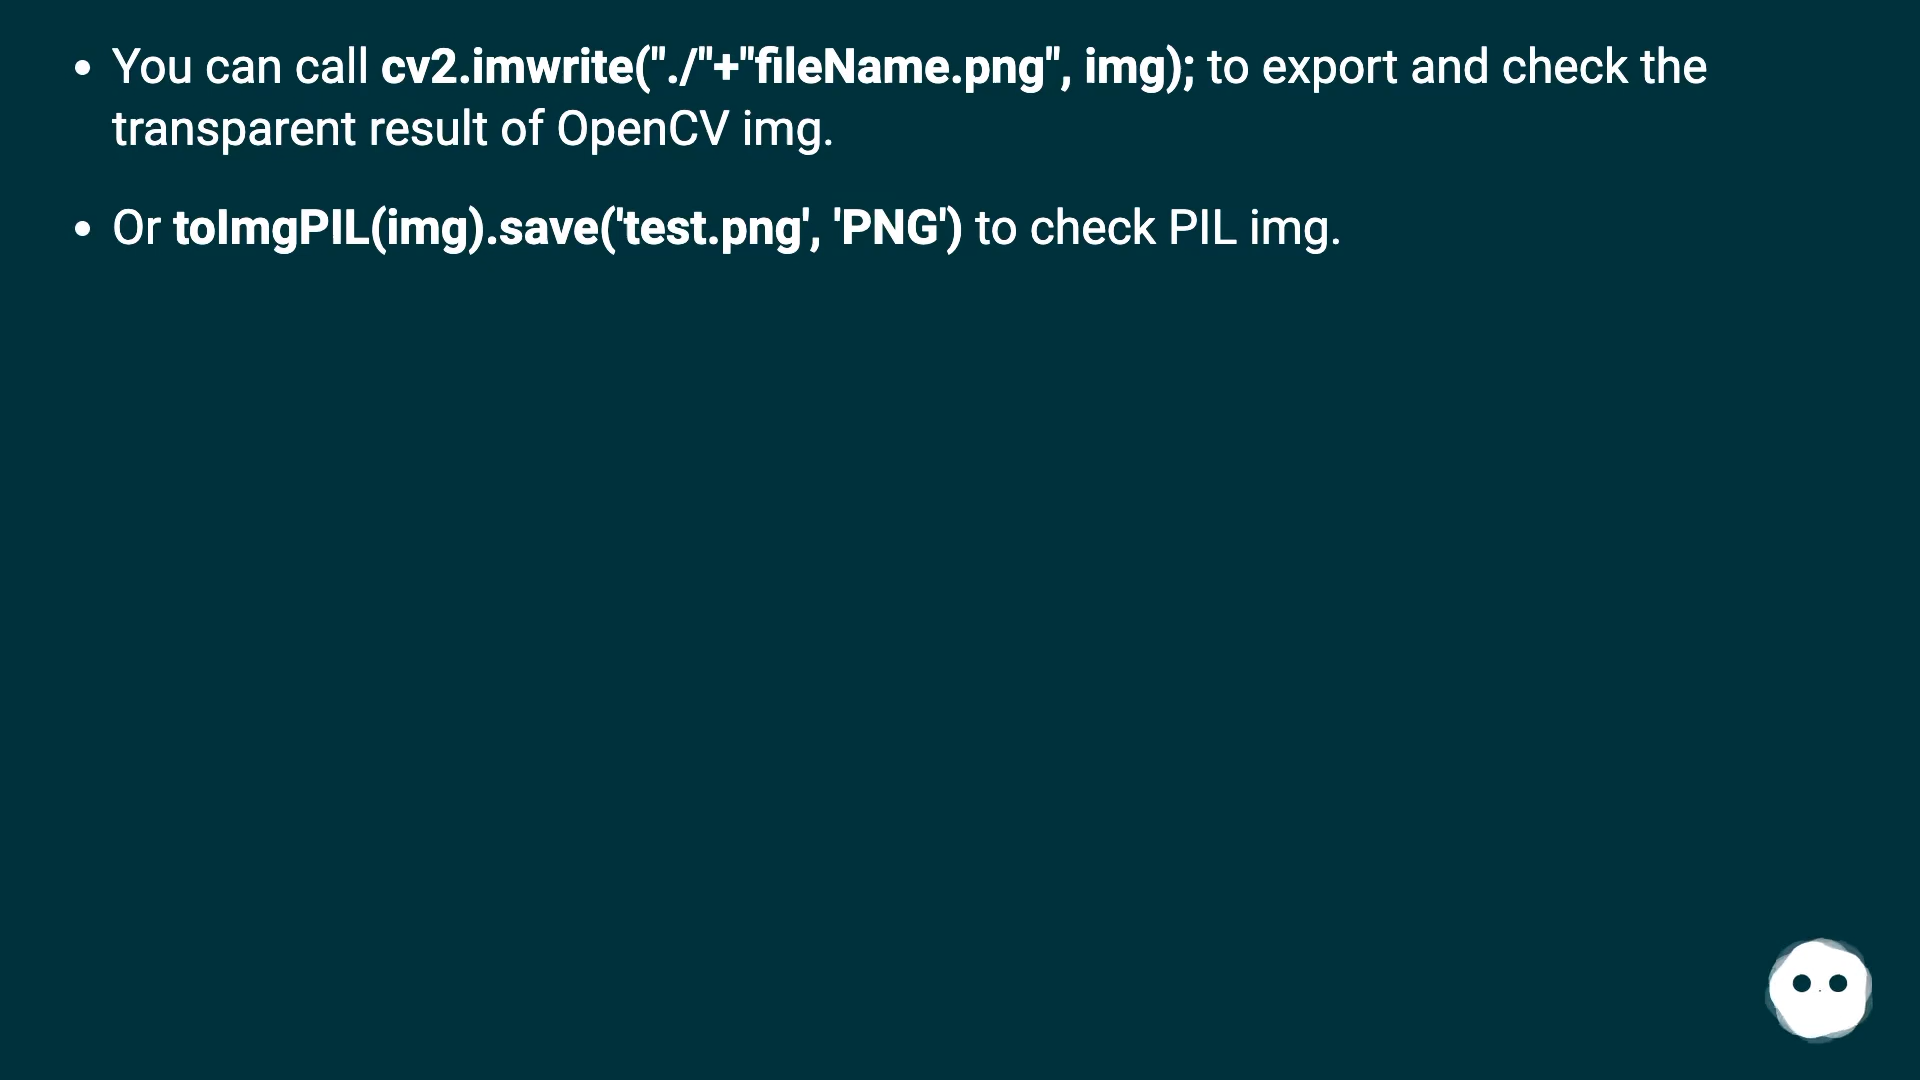 You can call cv2.imwrite("./"+"fileName.png", img); to export and check the
transparent result of OpenCV img.
Or toImgPIL(img).save('test.png', 'PNG') to check PIL img.